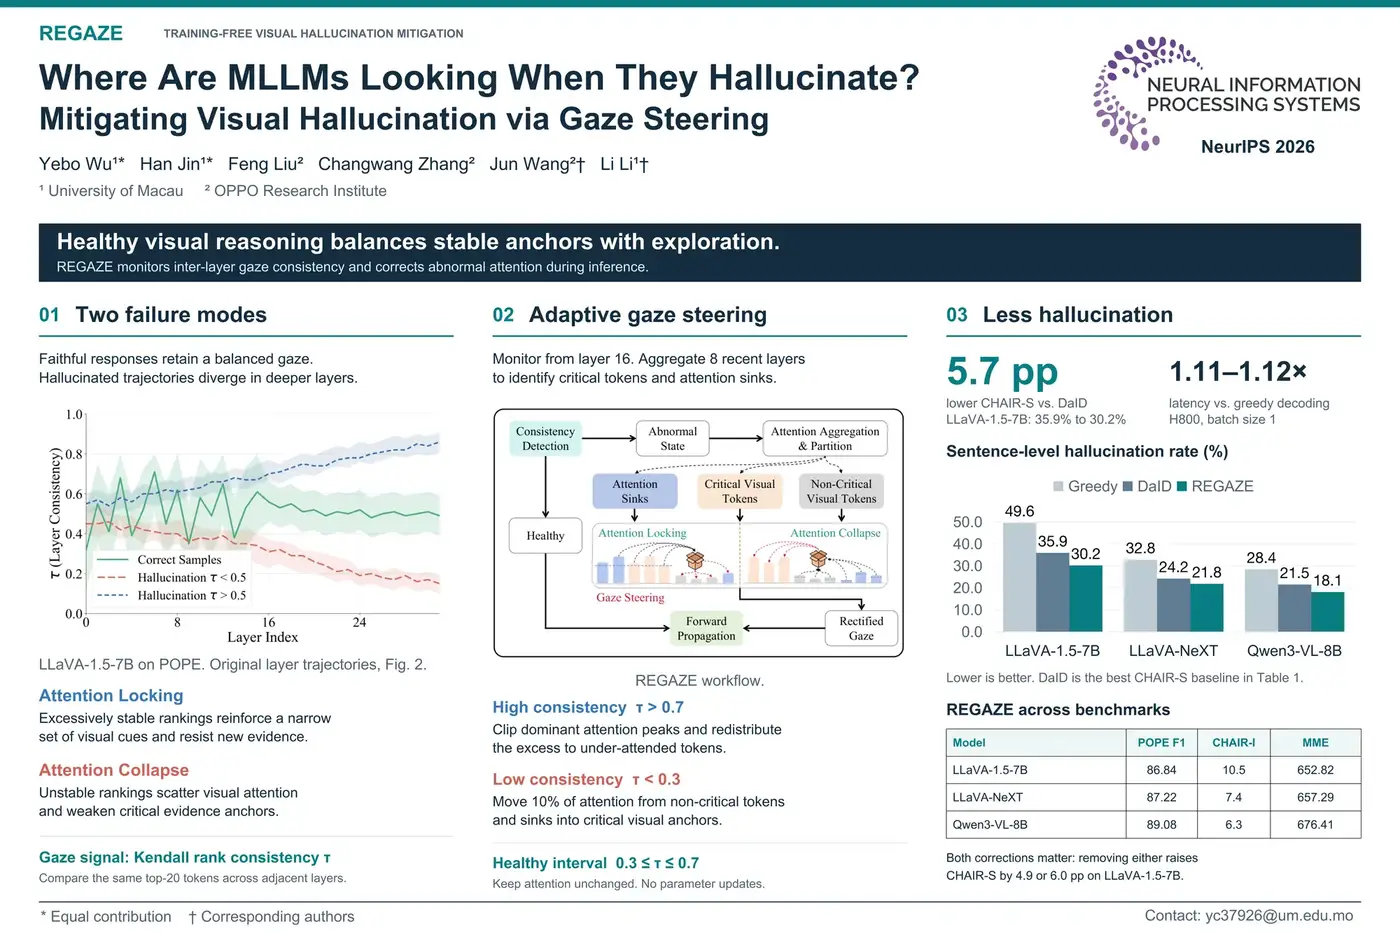 REGAZE
TRAINING-FREE VISUAL HALLUCINATION MITIGATION
Where Are MLLMs Looking When They Hallucinate?
Mitigating Visual Hallucination via Gaze Steering
Yebo Wu¹* Han Jin¹* Feng Liu² Changwang Zhang² Jun Wang²† Li Li¹†
¹ University of Macau ² OPPO Research Institute
NEURAL INFORMATION
PROCESSING SYSTEMS
NeurIPS 2026
Healthy visual reasoning balances stable anchors with exploration.
REGAZE monitors inter-layer gaze consistency and corrects abnormal attention during inference.
01 Two failure modes
Faithful responses retain a balanced gaze.
Hallucinated trajectories diverge in deeper layers.
τ (Layer Consistency)
1.0
0.8
0.6
0.4
0.2
0.0
Correct Samples
Hallucination τ < 0.5
Hallucination τ > 0.5
0 8 16 24
Layer Index
LLaVA-1.5-7B on POPE. Original layer trajectories, Fig. 2.
Attention Locking
Excessively stable rankings reinforce a narrow
set of visual cues and resist new evidence.
Attention Collapse
Unstable rankings scatter visual attention
and weaken critical evidence anchors.
Gaze signal: Kendall rank consistency τ
Compare the same top-20 tokens across adjacent layers.
02 Adaptive gaze steering
Monitor from layer 16. Aggregate 8 recent layers
to identify critical tokens and attention sinks.
Consistency
Detection
Abnormal
State
Attention Aggregation
& Partition
Attention
Sinks
Critical Visual
Tokens
Non-Critical
Visual Tokens
Healthy
Attention Locking
Attention Collapse
Gaze Steering
Forward
Propagation
Rectified
Gaze
REGAZE workflow.
High consistency τ > 0.7
Clip dominant attention peaks and redistribute
the excess to under-attended tokens.
Low consistency τ < 0.3
Move 10% of attention from non-critical tokens
and sinks into critical visual anchors.
Healthy interval 0.3 ≤ τ ≤ 0.7
Keep attention unchanged. No parameter updates.
03 Less hallucination
5.7 pp
lower CHAIR-S vs. DaID
LLaVA-1.5-7B: 35.9% to 30.2%
1.11–1.12×
latency vs. greedy decoding
H800, batch size 1
Sentence-level hallucination rate (%)
Greedy DaID REGAZE
50.0
40.0
30.0
20.0
10.0
0.0
49.6 35.9 30.2
32.8 24.2 21.8
28.4 21.5 18.1
LLaVA-1.5-7B LLaVA-NeXT Qwen3-VL-8B
Lower is better. DaID is the best CHAIR-S baseline in Table 1.
REGAZE across benchmarks
Model POPE F1 CHAIR-I MME
LLaVA-1.5-7B 86.84 10.5 652.82
LLaVA-NeXT 87.22 7.4 657.29
Qwen3-VL-8B 89.08 6.3 676.41
Both corrections matter: removing either raises
CHAIR-S by 4.9 or 6.0 pp on LLaVA-1.5-7B.
* Equal contribution † Corresponding authors
Contact: yc37926@um.edu.mo